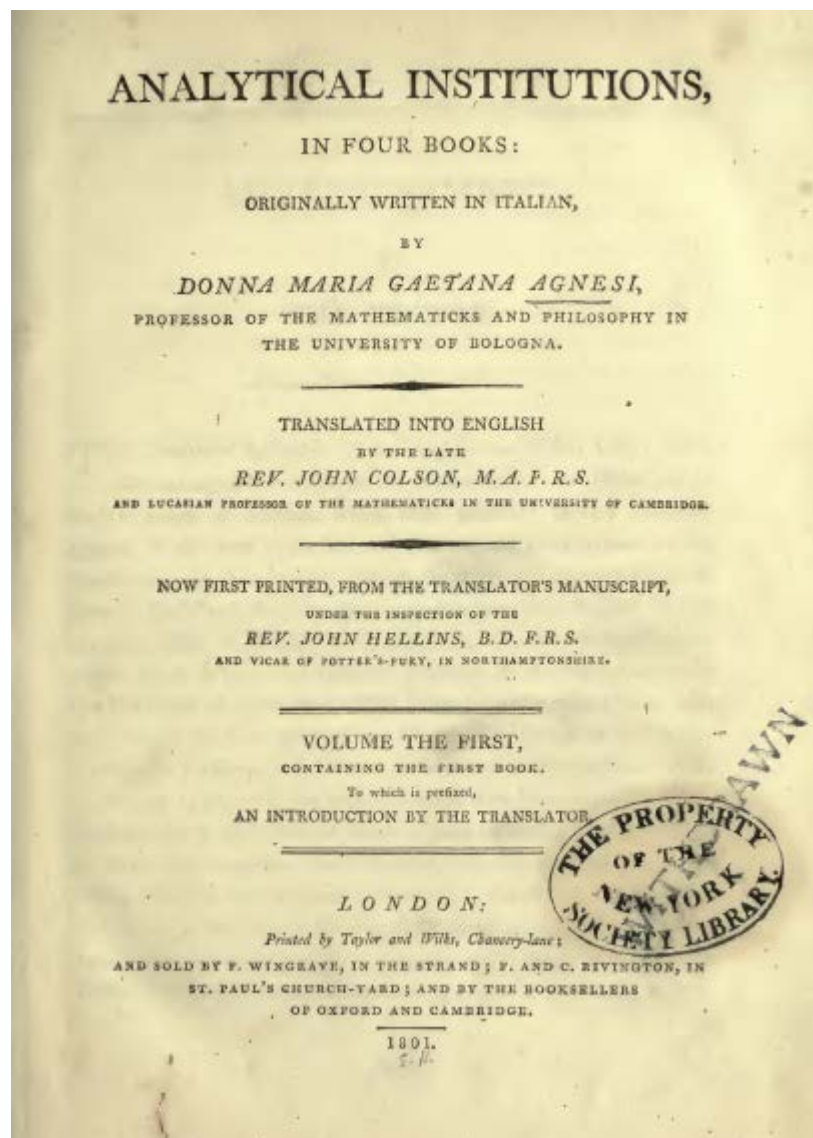 ANALYTICAL INSTITUTIONS,
IN FOUR BOOKS:
ORIGINALLY WRITTEN IN ITALIAN,
BY
DONNA MARIA GAETANA AGNESI,
PROFESSOR OF THE MATHEMATICKS AND PHILOSOPHY IN
THE UNIVERSITY OF BOLOGNA.
TRANSLATED INTO ENGLISH
BY THE LATE
REV. JOHN COLSON, M.A. F.R.S.
AND LUCASIAN PROFESSOR OF THE MATHEMATICKS IN THE UNIVERSITY OF CAMBRIDGE.
NOW FIRST PRINTED, FROM THE TRANSLATOR'S MANUSCRIPT,
UNDER THE INSPECTION OF THE
REV. JOHN HELLINS, B.D. F.R.S.
AND VICAR OF POTTER'S-PURY, IN NORTHAMPTONSHIRE.
VOLUME THE FIRST,
CONTAINING THE FIRST BOOK.
To which is prefixed,
AN INTRODUCTION BY THE TRANSLATOR
WITHDRAWN
THE PROPERTY
OF THE
NEW YORK
SOCIETY LIBRARY.
LONDON:
Printed by Taylor and Wilks, Chancery-lane;
AND SOLD BY F. WINGRAVE, IN THE STRAND; F. AND C. RIVINGTON, IN
ST. PAUL'S CHURCH-YARD; AND BY THE BOOKSELLERS
OF OXFORD AND CAMBRIDGE.
1801.